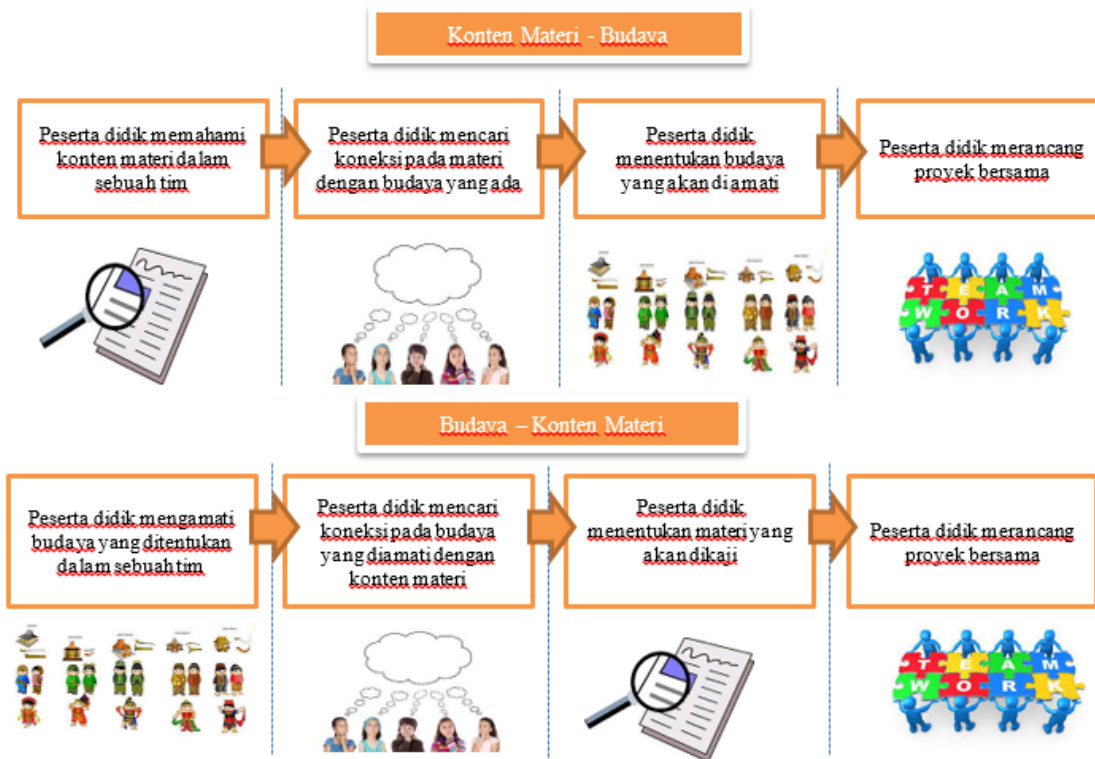 Konten Materi - Budava
Peserta didik memahami
konten materi dalam
sebuah tim
Peserta didik mencari
koneksi pada materi
dengan budaya yang ada
Peserta didik
menentukan budaya
yang akan di amati
Peserta didik merancang
proyek bersama
TEAM
WORK
Budava – Konten Materi
Peserta didik mengamati
budaya yang ditentukan
dalam sebuah tim
Peserta didik mencari
koneksi pada budaya
yang diamati dengan
konten materi
Peserta didik
menentukan materi yang
akan dikaji
Peserta didik merancang
proyek bersama
TEAM
WORK